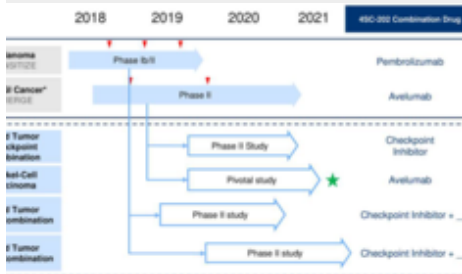 2018 2019 2020 2021 4SC-202 Combination Drug
anoma
SITIZE
Phase Ib/II
Pembrolizumab
l Cancer*
ERGE
Phase II
Avelumab
d Tumor
ckpoint
mbination
Phase II Study
Checkpoint
Inhibitor
kel-Cell
cinoma
Pivotal study
Avelumab
d Tumor
ombination
Phase II study
Checkpoint Inhibitor + ..
d Tumor
ombination
Phase II study
Checkpoint Inhibitor + ..